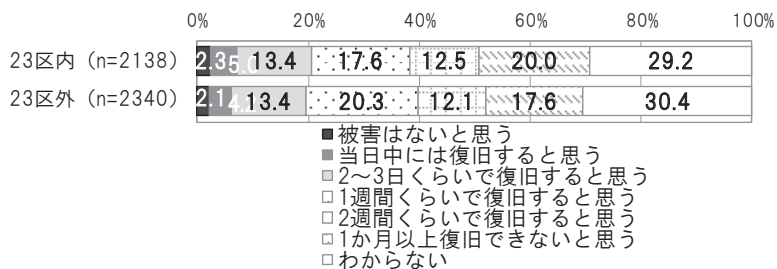 0% 20% 40% 60% 80% 100%
23区内（n=2138） 2.3 5.0 13.4 17.6 12.5 20.0 29.2
23区外（n=2340） 2.1 13.4 20.3 12.1 17.6 30.4
■被害はないと思う
■当日中には復旧すると思う
□2～3日くらいで復旧すると思う
□1週間くらいで復旧すると思う
□2週間くらいで復旧すると思う
□1か月以上復旧できないと思う
□わからない